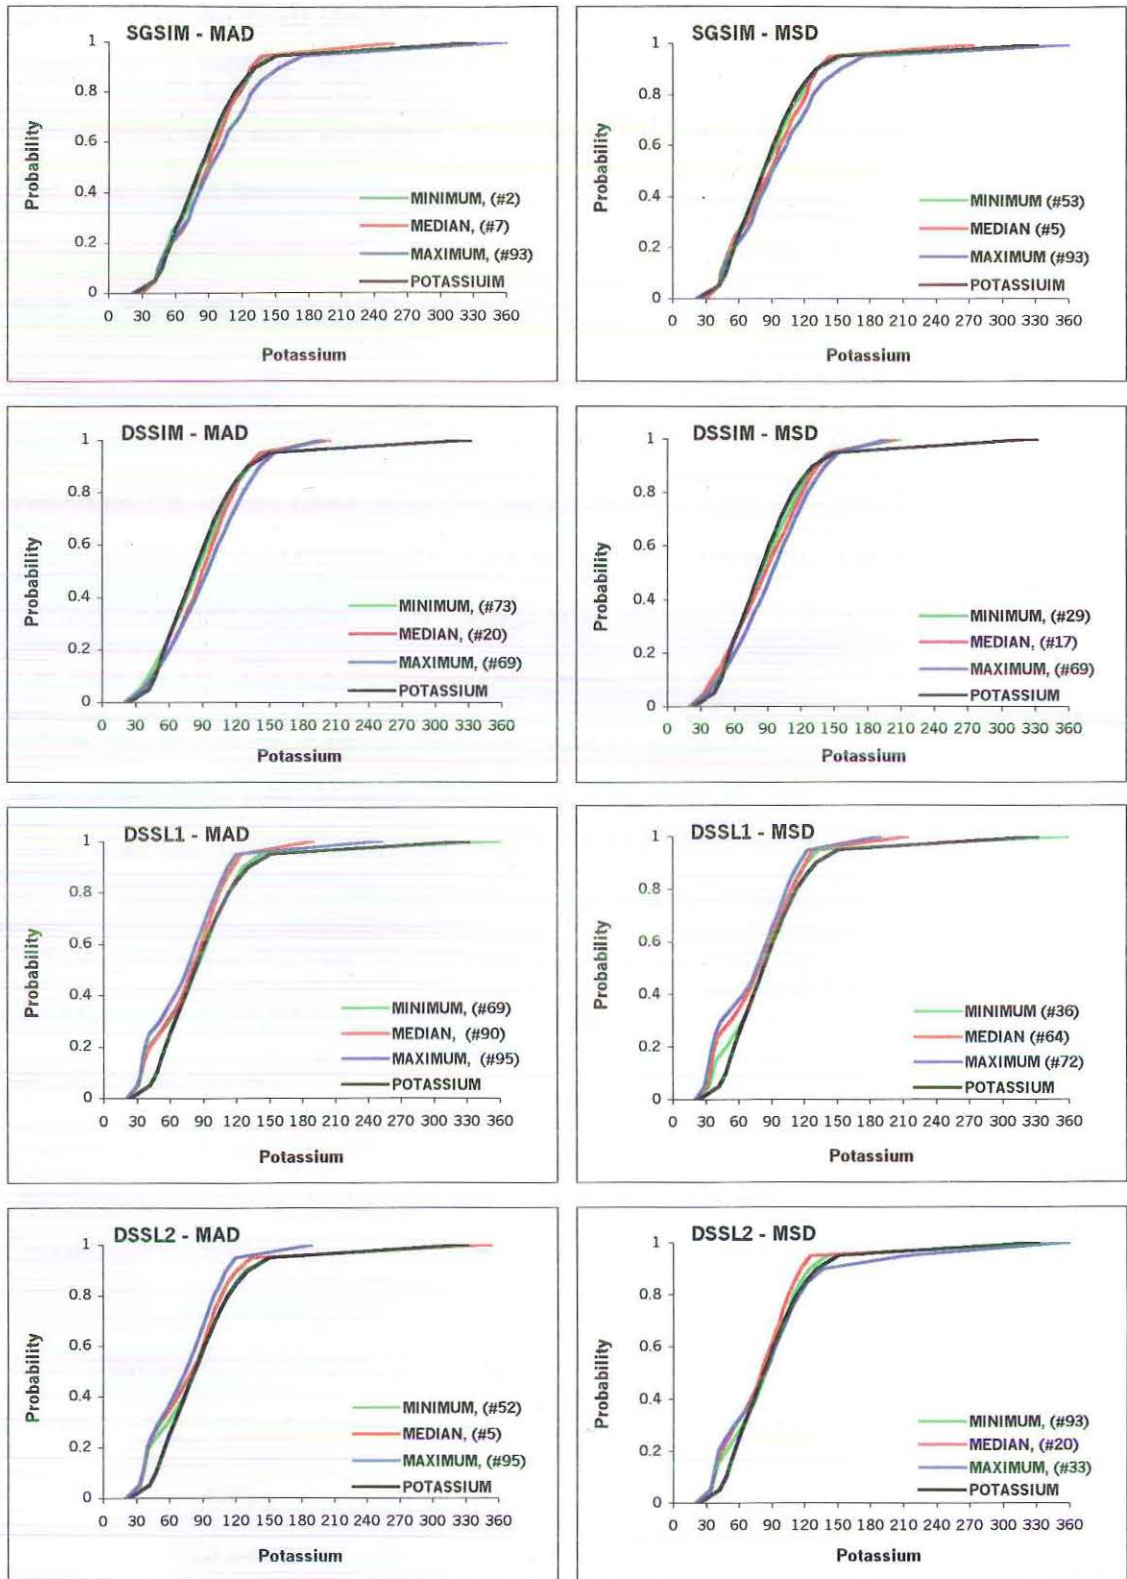 SGSIM - MAD
1
0.8
0.6
0.4
0.2
0
Probability
MINIMUM, (#2)
MEDIAN, (#7)
MAXIMUM, (#93)
POTASSIUIM
0 30 60 90 120 150 180 210 240 270 300 330 360
Potassium
SGSIM - MSD
1
0.8
0.6
0.4
0.2
0
Probability
MINIMUM (#53)
MEDIAN (#5)
MAXIMUM (#93)
POTASSIUIM
0 30 60 90 120 150 180 210 240 270 300 330 360
Potassium
DSSIM - MAD
1
0.8
0.6
0.4
0.2
0
Probability
MINIMUM, (#73)
MEDIAN, (#20)
MAXIMUM, (#69)
POTASSIUM
0 30 60 90 120 150 180 210 240 270 300 330 360
Potassium
DSSIM - MSD
1
0.8
0.6
0.4
0.2
0
Probability
MINIMUM, (#29)
MEDIAN, (#17)
MAXIMUM, (#69)
POTASSIUM
0 30 60 90 120 150 180 210 240 270 300 330 360
Potassium
DSSL1 - MAD
1
0.8
0.6
0.4
0.2
0
Probability
MINIMUM, (#69)
MEDIAN, (#90)
MAXIMUM, (#95)
POTASSIUM
0 30 60 90 120 150 180 210 240 270 300 330 360
Potassium
DSSL1 - MSD
1
0.8
0.6
0.4
0.2
0
Probability
MINIMUM (#36)
MEDIAN (#64)
MAXIMUM (#72)
POTASSIUM
0 30 60 90 120 150 180 210 240 270 300 330 360
Potassium
DSSL2 - MAD
1
0.8
0.6
0.4
0.2
0
Probability
MINIMUM, (#52)
MEDIAN, (#5)
MAXIMUM, (#95)
POTASSIUM
0 30 60 90 120 150 180 210 240 270 300 330 360
Potassium
DSSL2 - MSD
1
0.8
0.6
0.4
0.2
0
Probability
MINIMUM, (#93)
MEDIAN, (#20)
MAXIMUM, (#33)
POTASSIUM
0 30 60 90 120 150 180 210 240 270 300 330 360
Potassium